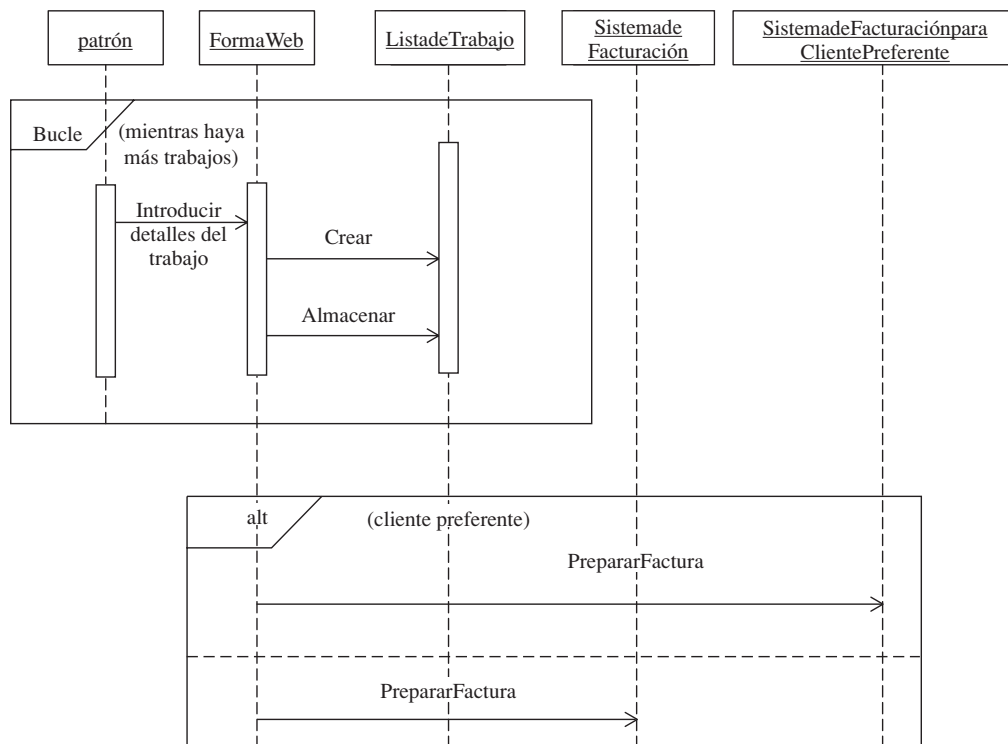 patrón
FormaWeb
ListadeTrabajo
Sistemade
Facturación
SistemadeFacturaciónpara
ClientePreferente
Bucle
(mientras haya
más trabajos)
Introducir
detalles del
trabajo
Crear
Almacenar
alt
(cliente preferente)
PrepararFactura
PrepararFactura